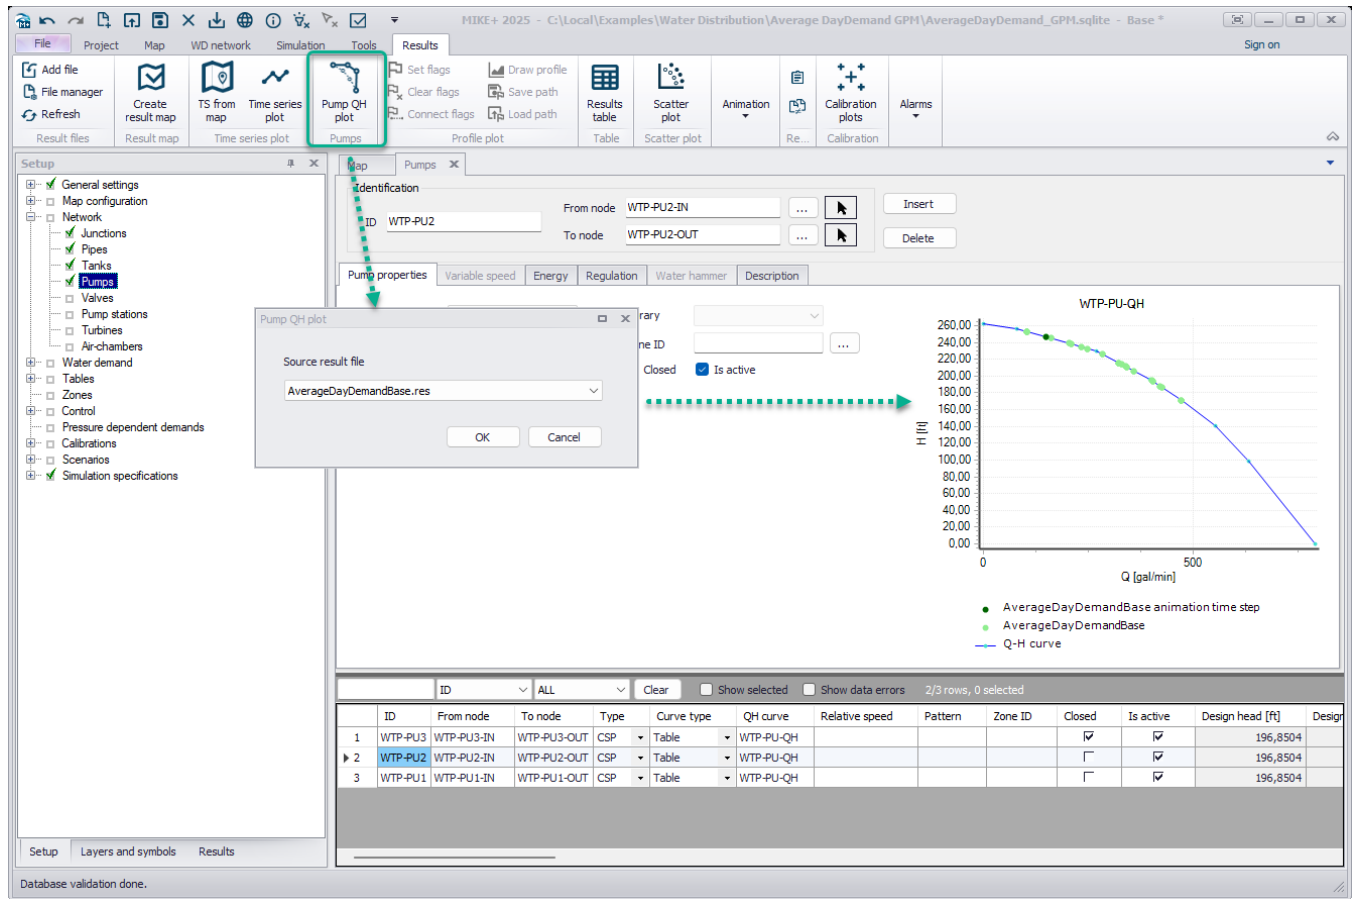 MIKE+ 2025 - C:\Local\Examples\Water Distribution\Average DayDemand GPM\AverageDayDemand_GPM.sqlite - Base *
File Project Map WD network Simulation Tools Results Sign on
Add file
File manager
Refresh
Result files
Create result map
Result map
TS from map
Time series plot
Time series plot
Pump QH plot
Pumps
Set flags
Clear flags
Connect flags
Draw profile
Save path
Load path
Profile plot
Results table
Table
Scatter plot
Scatter plot
Animation
Re...
Calibration plots
Calibration
Alarms
Setup
General settings
Map configuration
Network
Junctions
Pipes
Tanks
Pumps
Valves
Pump stations
Turbines
Air-chambers
Water demand
Tables
Zones
Control
Pressure dependent demands
Calibrations
Scenarios
Simulation specifications
Setup Layers and symbols Results
Map Pumps
Identification
ID WTP-PU2
From node WTP-PU2-IN ...
To node WTP-PU2-OUT ...
Insert
Delete
Pump properties Variable speed Energy Regulation Water hammer Description
rary
ne ID ...
Closed Is active
Pump QH plot
Source result file
AverageDayDemandBase.res
OK Cancel
WTP-PU-QH
260,00
240,00
220,00
200,00
180,00
160,00
140,00
120,00
100,00
80,00
60,00
40,00
20,00
0,00
H [ft]
0 500
Q [gal/min]
AverageDayDemandBase animation time step
AverageDayDemandBase
Q-H curve
ID ALL Clear Show selected Show data errors 2/3 rows, 0 selected
ID From node To node Type Curve type QH curve Relative speed Pattern Zone ID Closed Is active Design head [ft] Design
1 WTP-PU3 WTP-PU3-IN WTP-PU3-OUT CSP Table WTP-PU-QH 196,8504
2 WTP-PU2 WTP-PU2-IN WTP-PU2-OUT CSP Table WTP-PU-QH 196,8504
3 WTP-PU1 WTP-PU1-IN WTP-PU1-OUT CSP Table WTP-PU-QH 196,8504
Database validation done.